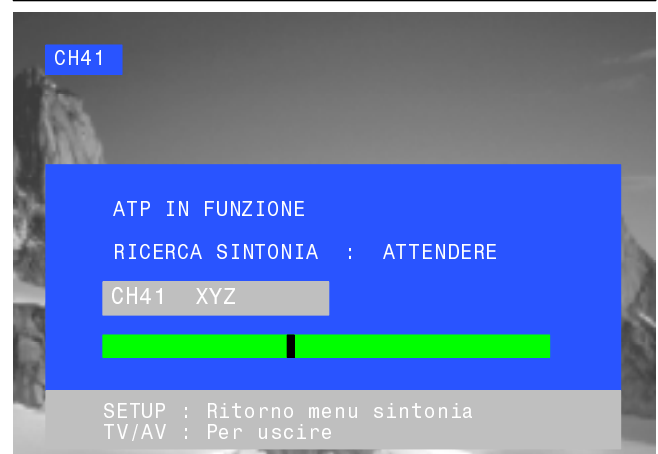 CH41
ATP IN FUNZIONE
RICERCA SINTONIA : ATTENDERE
CH41 XYZ
SETUP : Ritorno menu sintonia
TV/AV : Per uscire